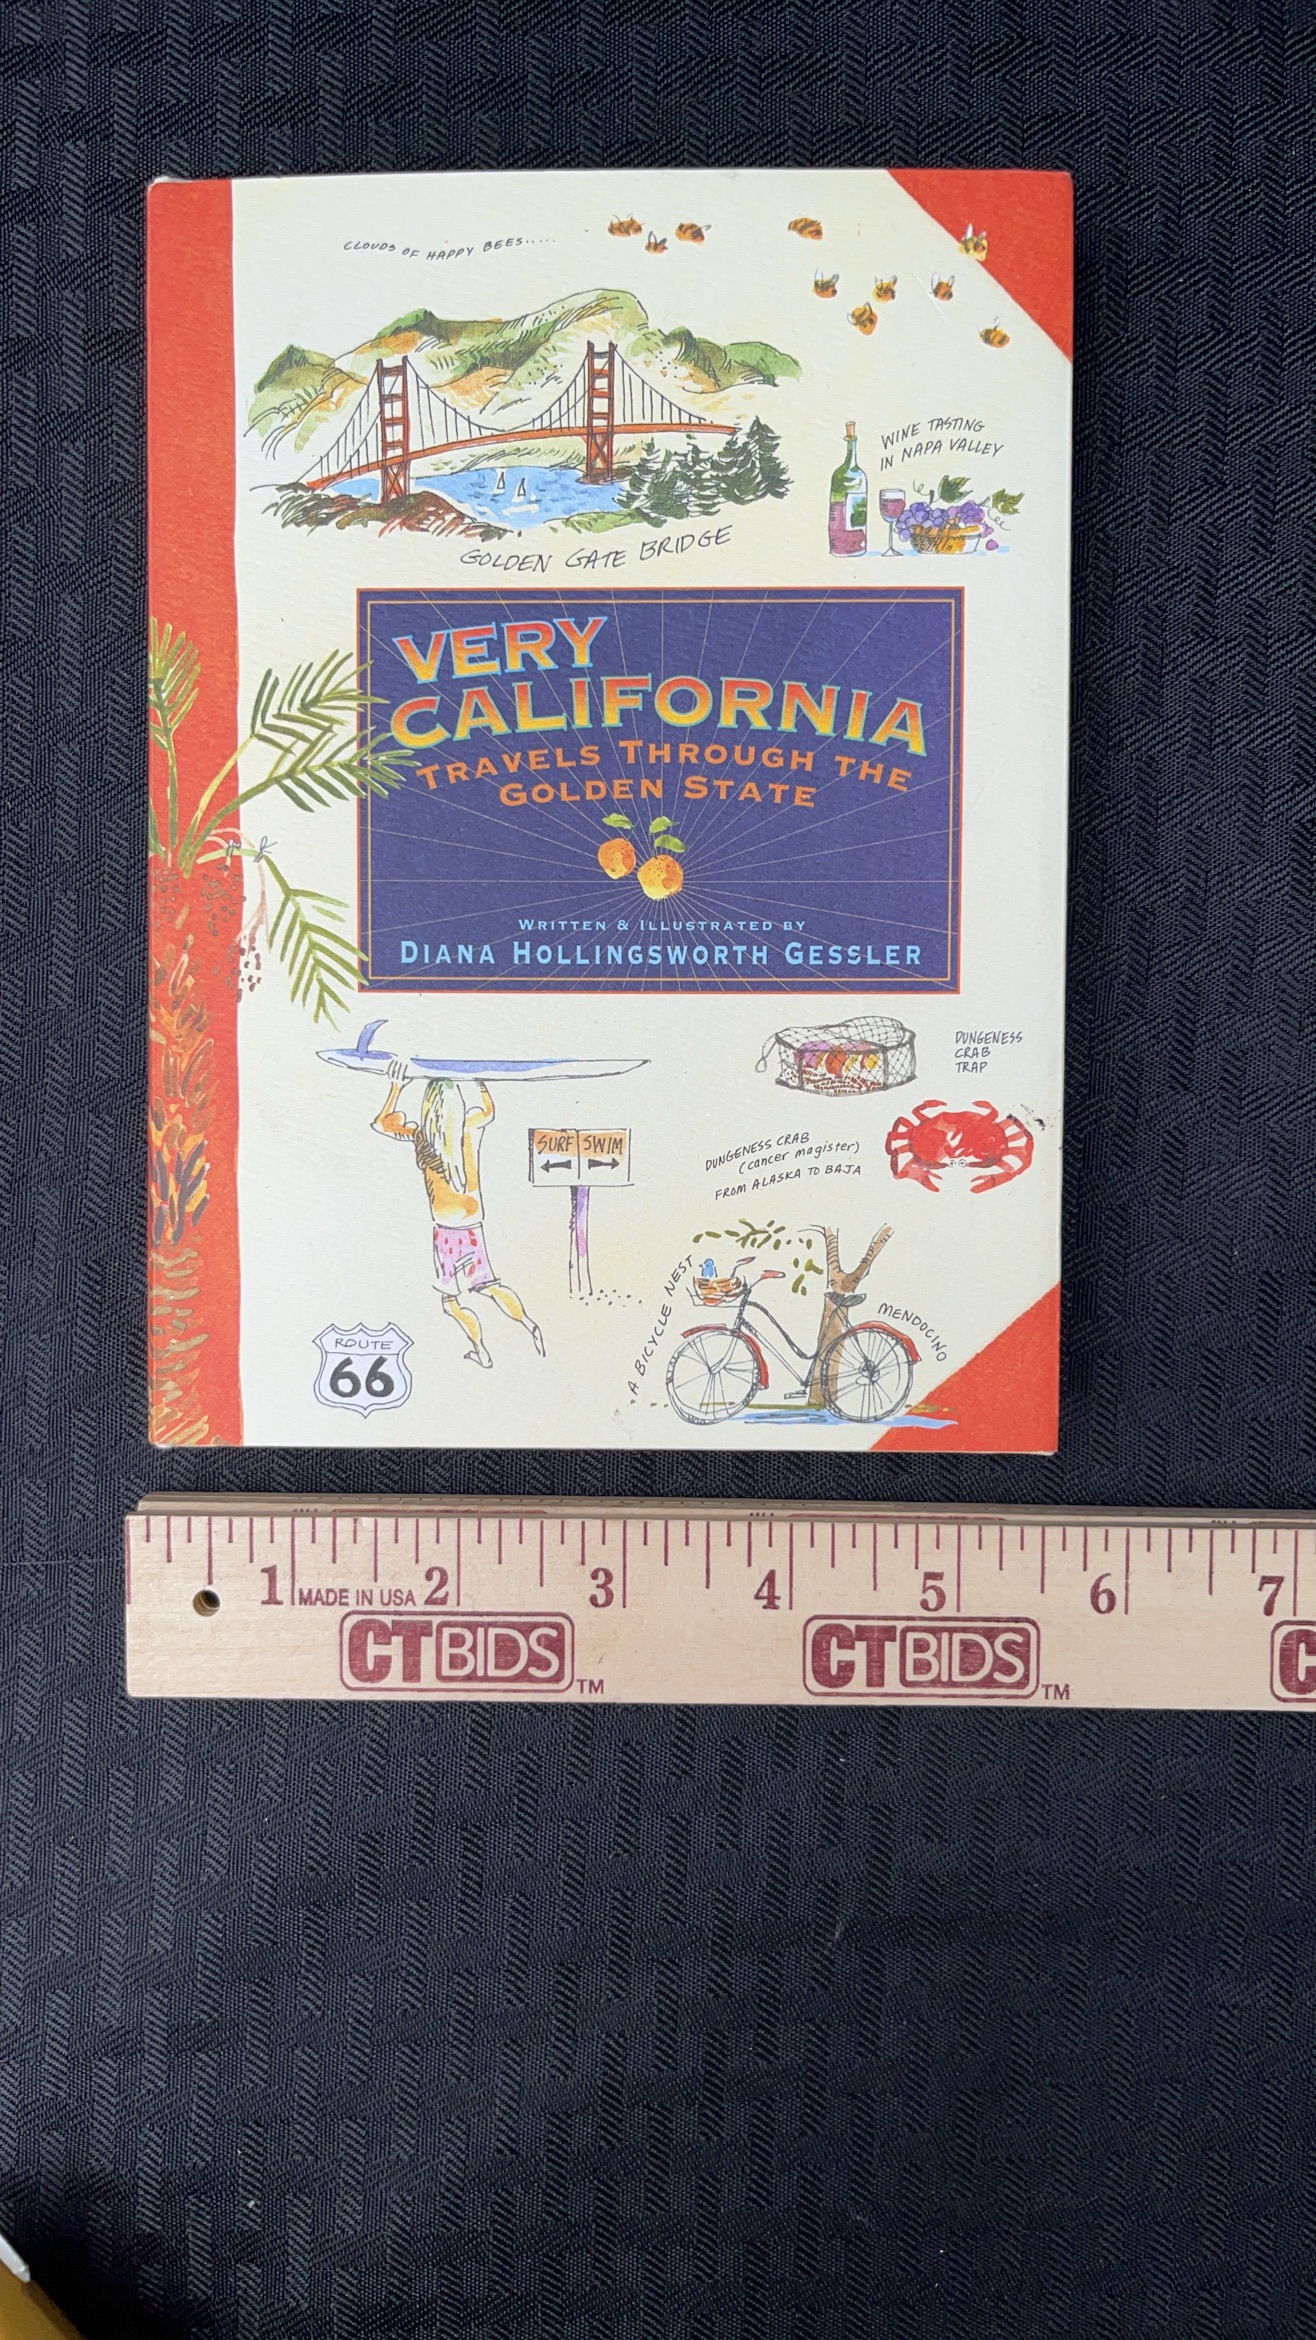 CLOUDS OF HAPPY BEES.....
WINE TASTING
IN NAPA VALLEY
GOLDEN GATE BRIDGE
VERY
CALIFORNIA
TRAVELS THROUGH THE
GOLDEN STATE
WRITTEN & ILLUSTRATED BY
DIANA HOLLINGSWORTH GESSLER
DUNGENESS
CRAB
TRAP
SURF SWIM
DUNGENESS CRAB
(cancer magister)
FROM ALASKA TO BAJA
A BICYCLE NEST
MENDOCINO
ROUTE
66
1 MADE IN USA 2 3 4 5 6 7
CTBIDS TM CTBIDS TM C